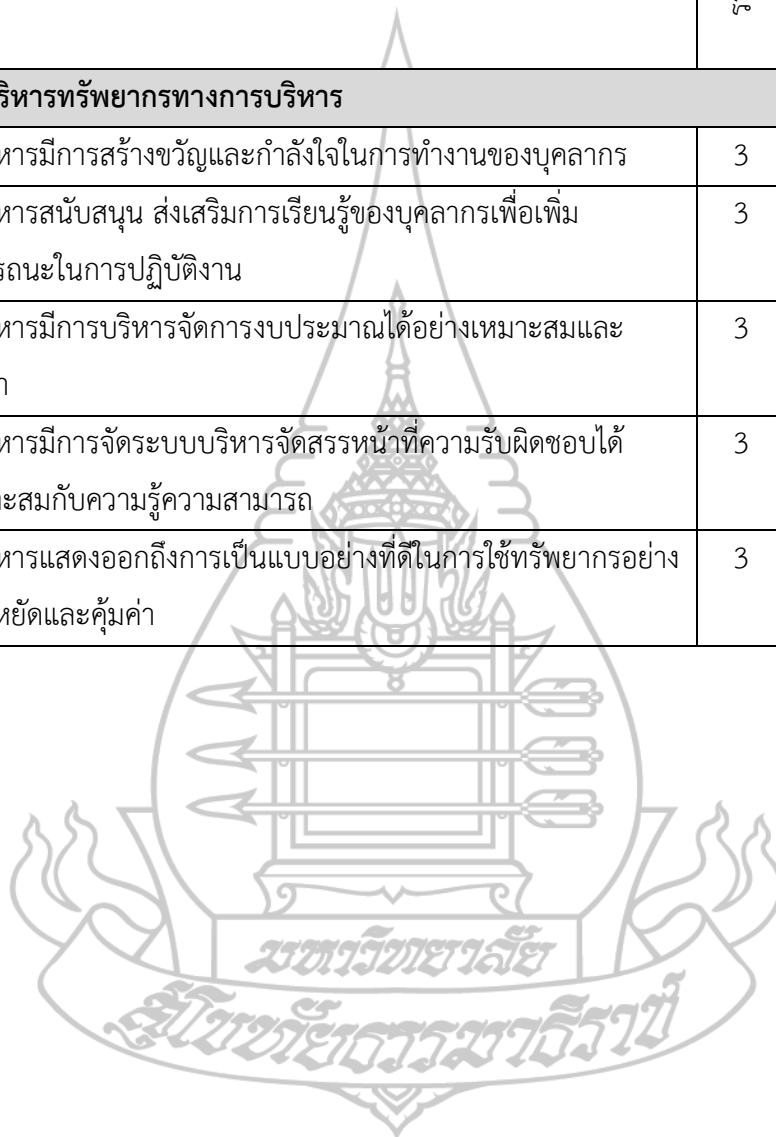 ริหารทรัพยากรทางการบริหาร
หารมีการสร้างขวัญและกำลังใจในการทำงานของบุคลากร 3
หารสนับสนุน ส่งเสริมการเรียนรู้ของบุคลากรเพื่อเพิ่ม 3
รถนะในการปฏิบัติงาน
หารมีการบริหารจัดการงบประมาณได้อย่างเหมาะสมและ 3
หารมีการจัดระบบบริหารจัดสรรหน้าที่ความรับผิดชอบได้ 3
ะสมกับความรู้ความสามารถ
หารแสดงออกถึงการเป็นแบบอย่างที่ดีในการใช้ทรัพยากรอย่าง 3
หยัดและคุ้มค่า
มหาวิทยาลัย
สุโขทัยธรรมาธิราช